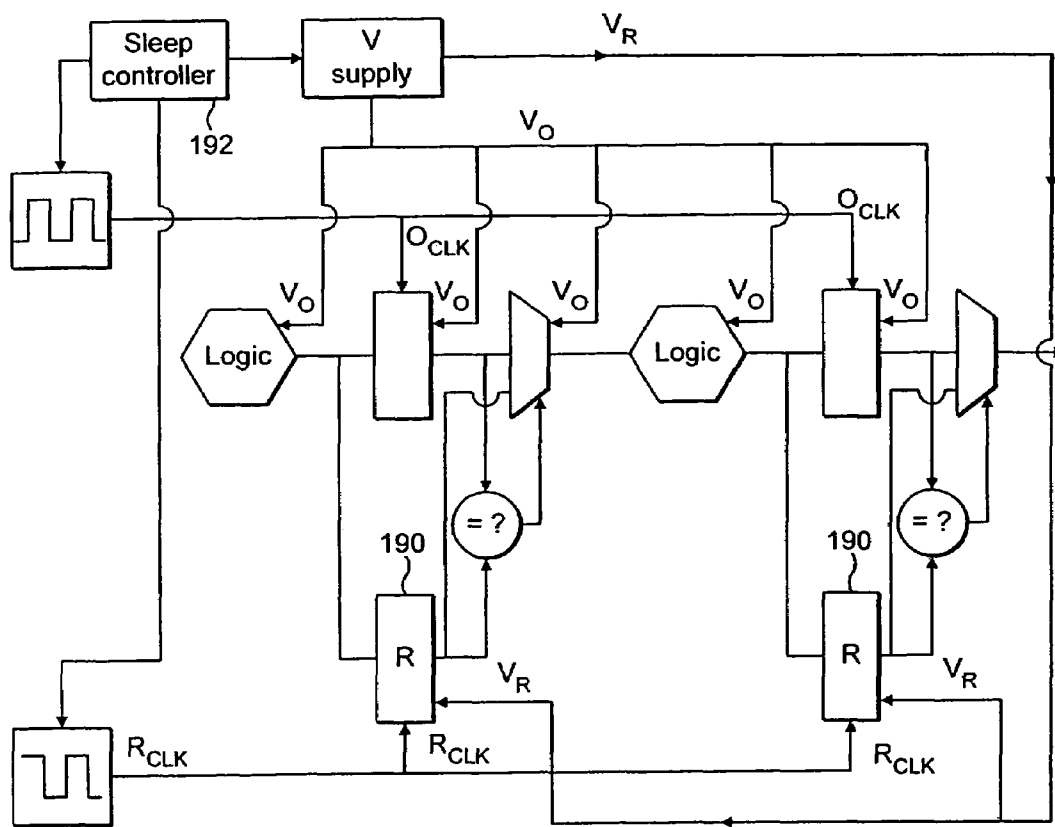 Sleep
controller
V
supply
V_R
192
V_O
V_O
O_CLK
O_CLK
V_O
V_O
V_O
V_O
V_O
Logic
Logic
= ?
= ?
190
190
R
R
V_R
V_R
R_CLK
R_CLK
R_CLK